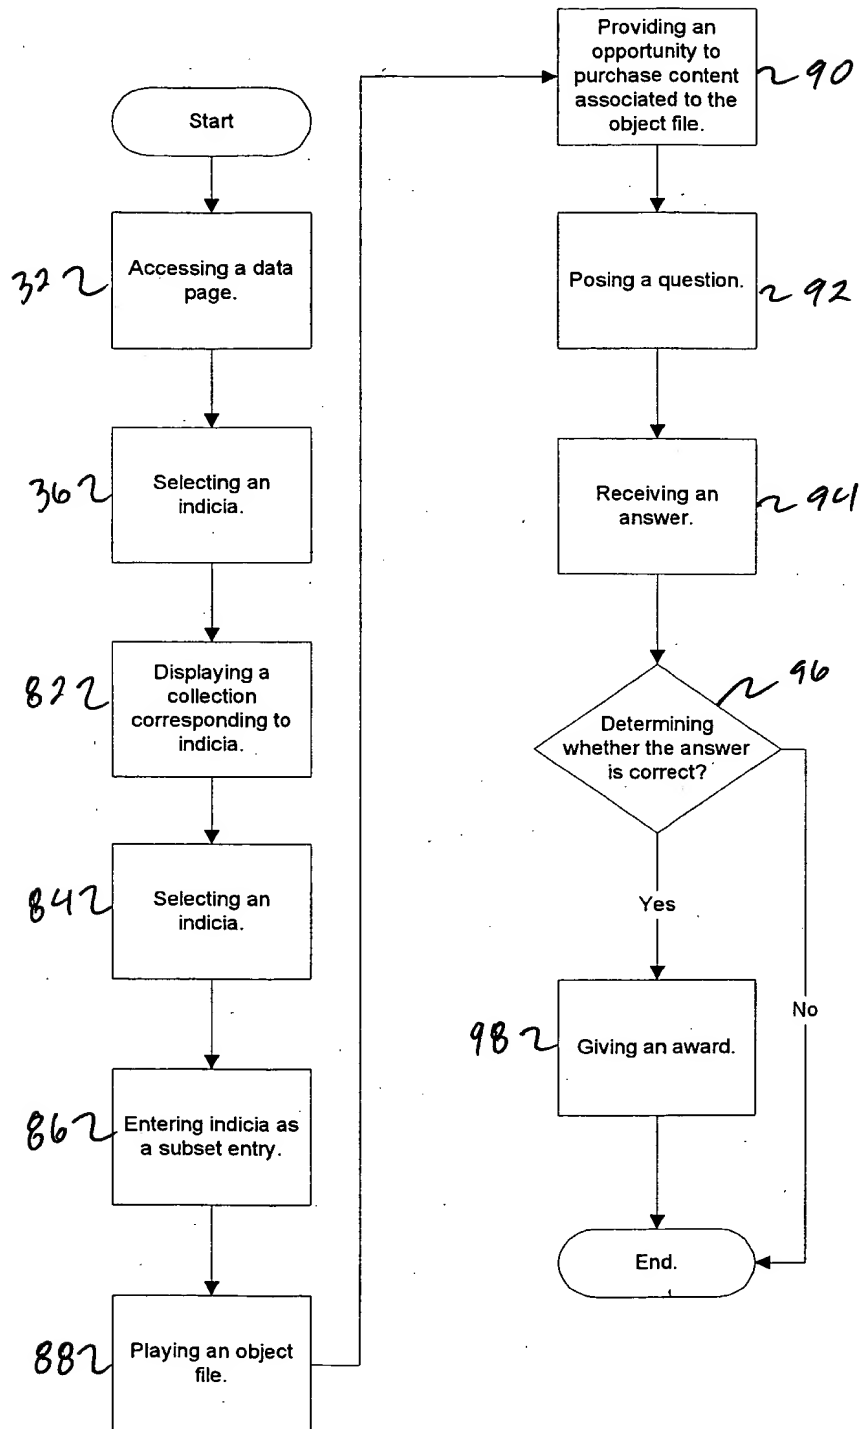 Start
32
Accessing a data
page.
36
Selecting an
indicia.
82
Displaying a
collection
corresponding to
indicia.
84
Selecting an
indicia.
86
Entering indicia as
a subset entry.
88
Playing an object
file.
Providing an
opportunity to
purchase content
associated to the
object file.
90
Posing a question.
92
Receiving an
answer.
94
96
Determining
whether the answer
is correct?
Yes
No
98
Giving an award.
End.